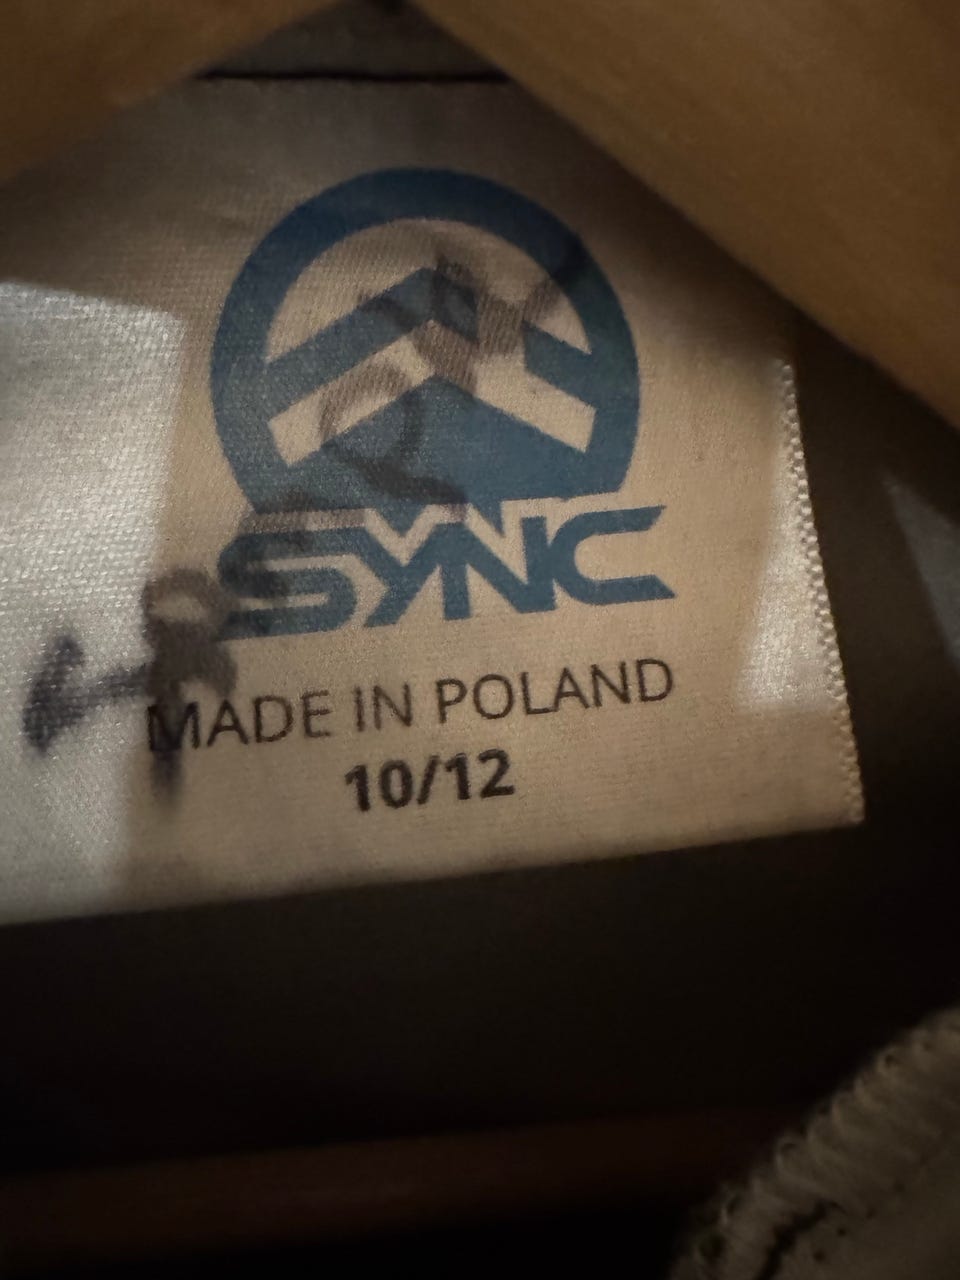 SYNC
MADE IN POLAND
10/12